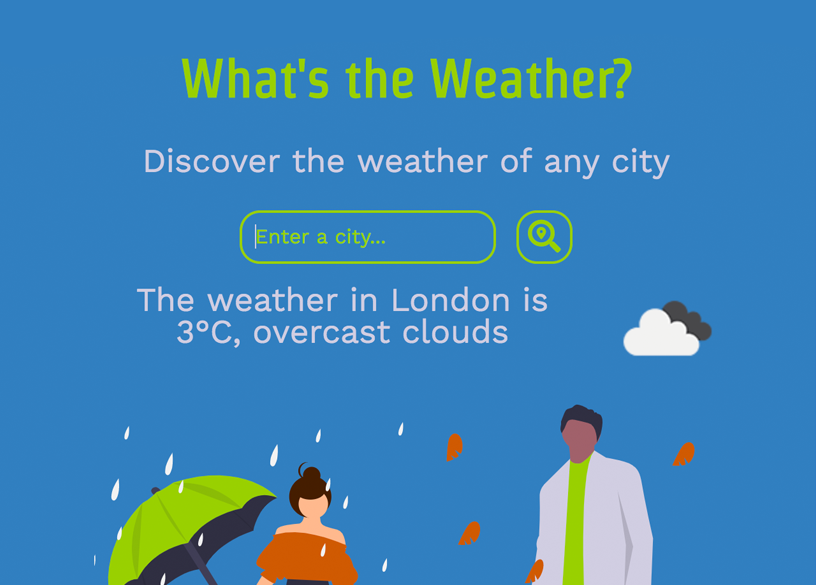 What's the Weather?
Discover the weather of any city
Enter a city...
The weather in London is
3°C, overcast clouds